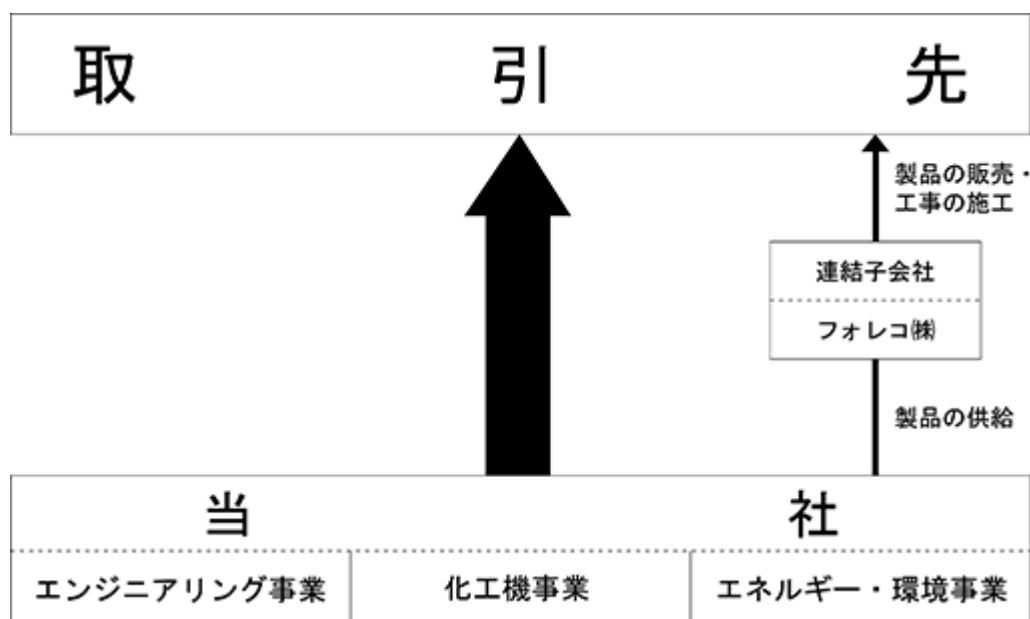 取引先
製品の販売・
工事の施工
連結子会社
フォレコ㈱
製品の供給
当社
エンジニアリング事業
化工機事業
エネルギー・環境事業